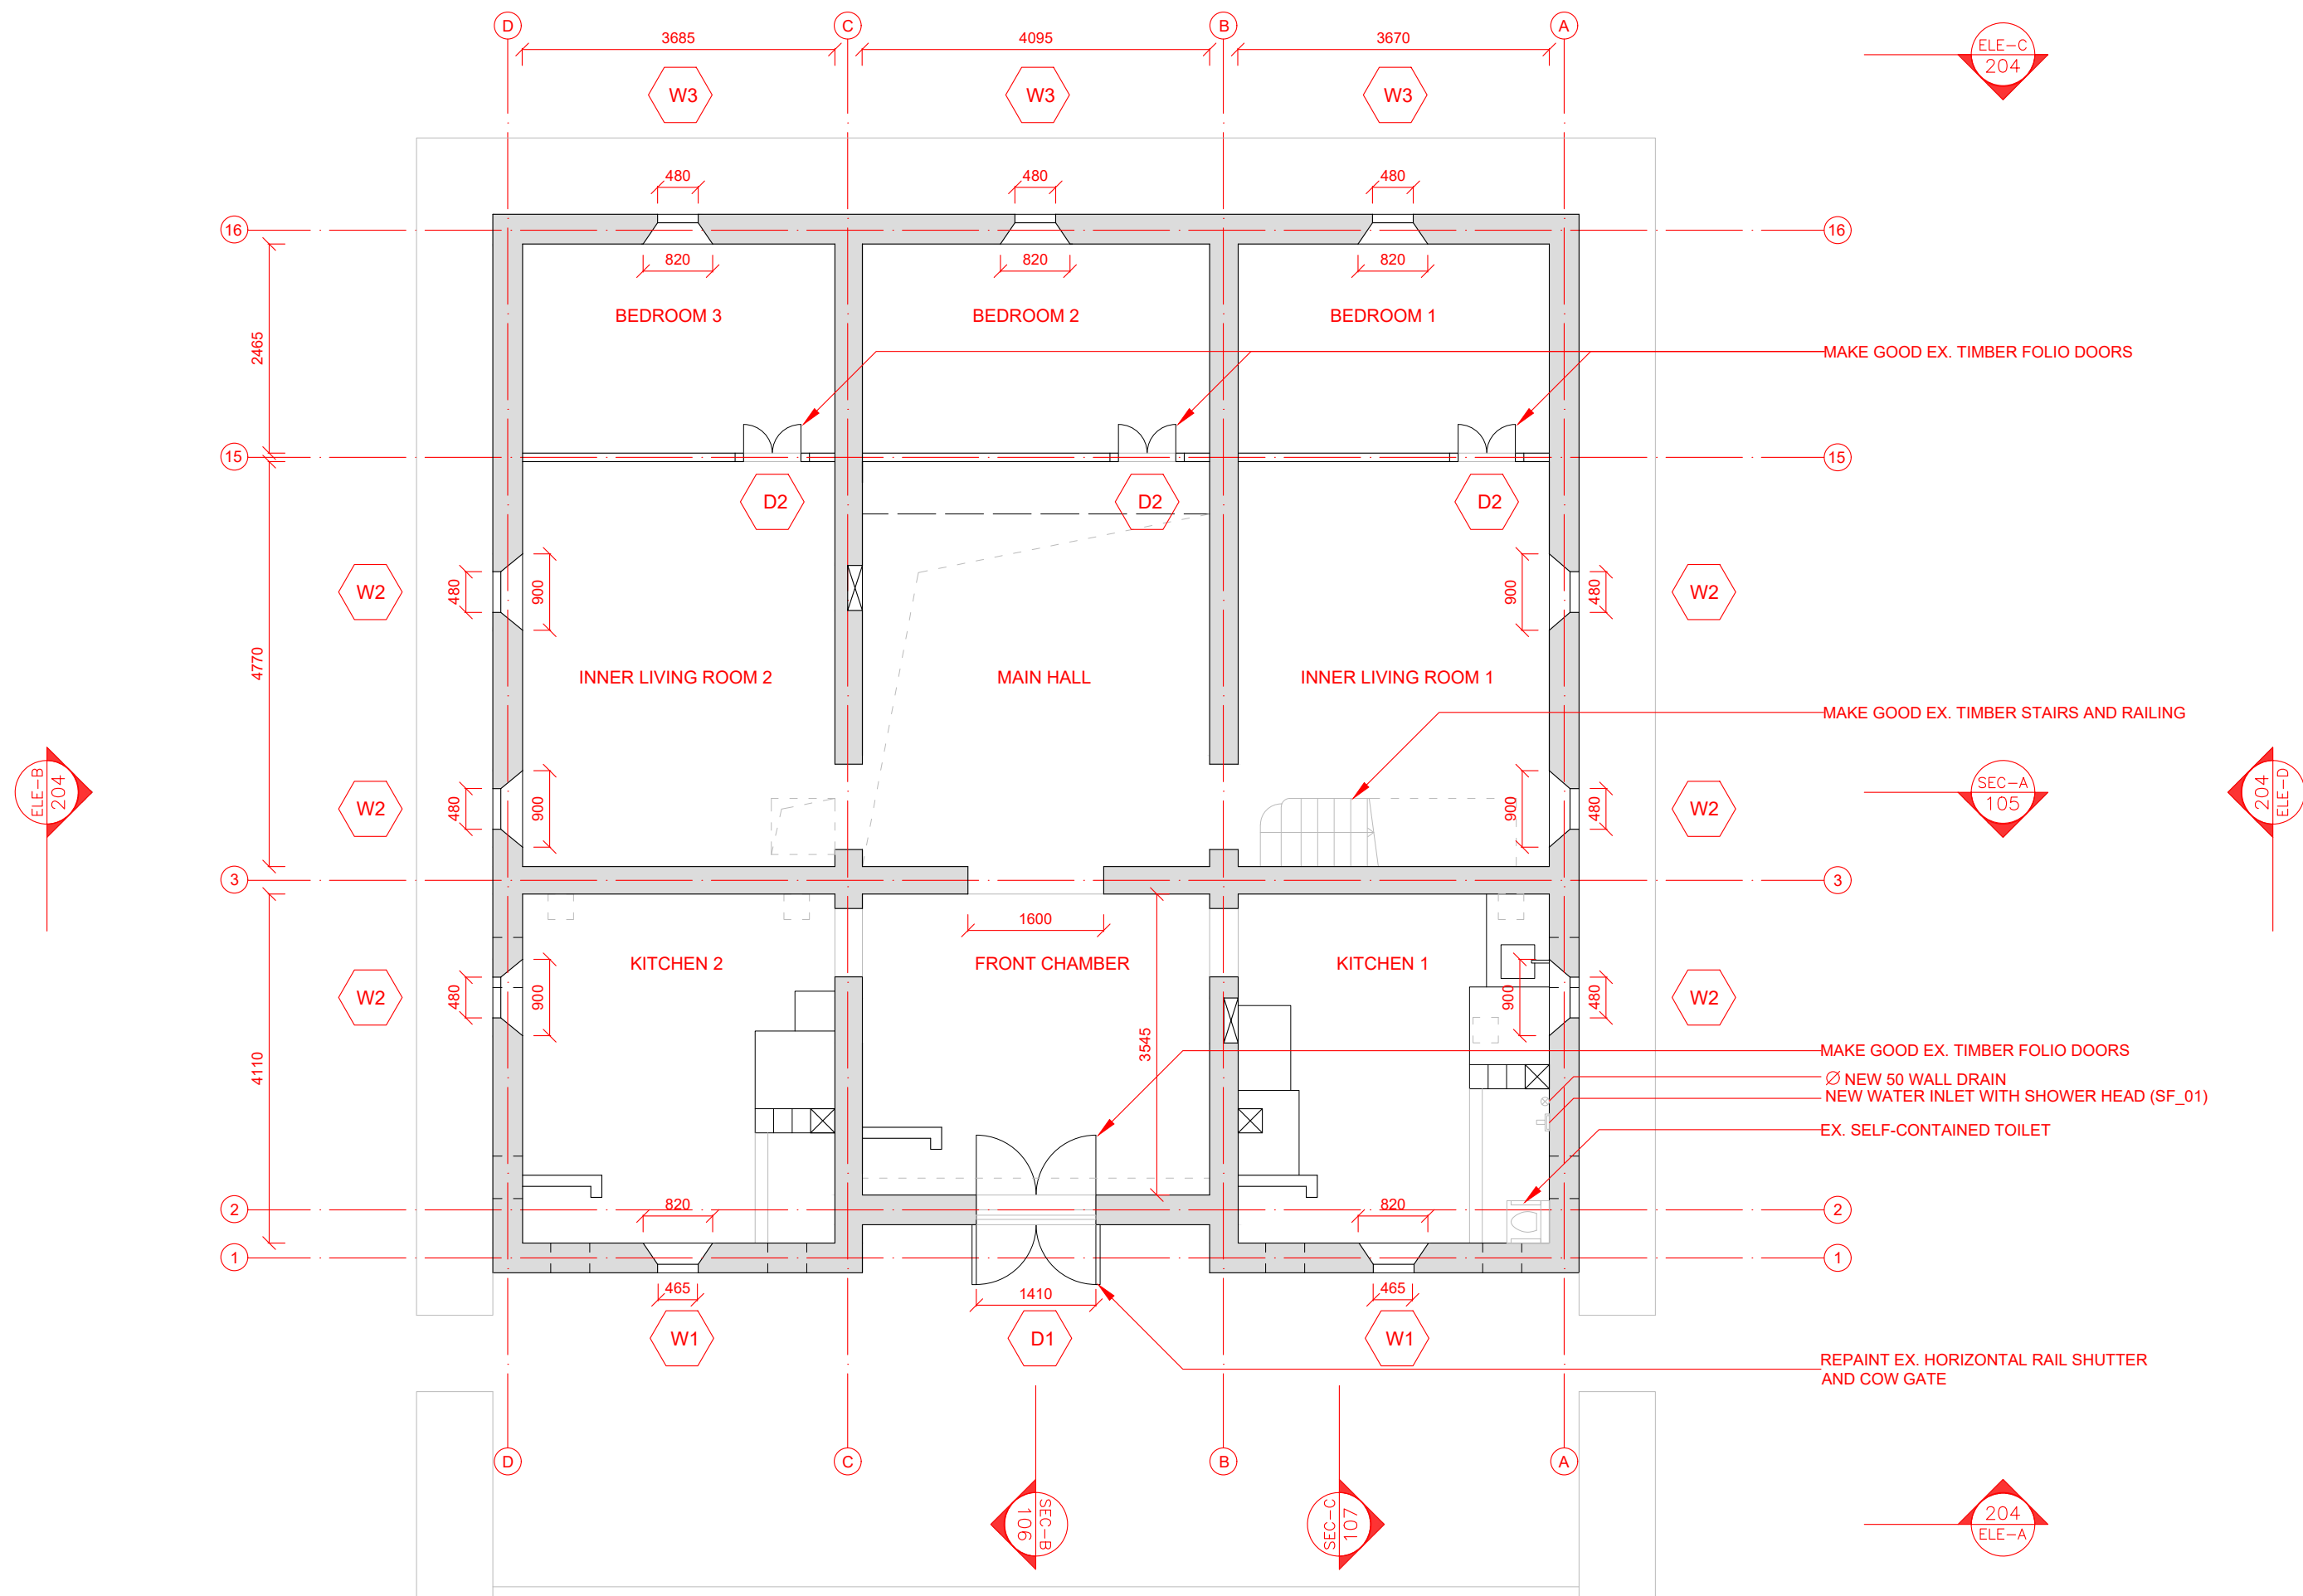 D
C
B
A
3685
4095
3670
ELE-C
204
W3
W3
W3
480
480
480
16
16
820
820
820
BEDROOM 3
BEDROOM 2
BEDROOM 1
2465
MAKE GOOD EX. TIMBER FOLIO DOORS
15
15
D2
D2
D2
W2
480
900
900
480
W2
4770
INNER LIVING ROOM 2
MAIN HALL
INNER LIVING ROOM 1
MAKE GOOD EX. TIMBER STAIRS AND RAILING
ELE-B
204
SEC-A
105
204
ELE-D
W2
480
900
900
480
W2
3
3
1600
KITCHEN 2
FRONT CHAMBER
KITCHEN 1
W2
480
900
900
480
W2
4110
3545
MAKE GOOD EX. TIMBER FOLIO DOORS
Ø NEW 50 WALL DRAIN
NEW WATER INLET WITH SHOWER HEAD (SF_01)
EX. SELF-CONTAINED TOILET
820
820
2
2
1
1
465
1410
465
W1
D1
W1
REPAINT EX. HORIZONTAL RAIL SHUTTER
AND COW GATE
D
C
B
A
SEC-B
106
SEC-C
107
204
ELE-A